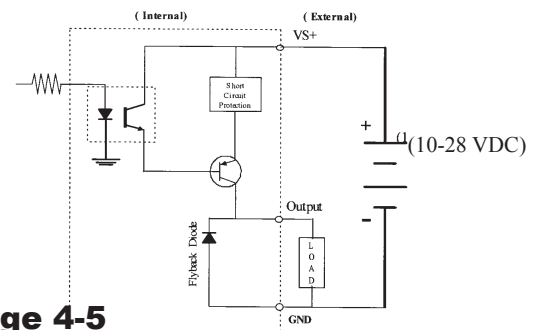 ( Internal)
( External)
VS+
Short
Circuit
Protection
+
(10-28 VDC)
Output
Flyback Diode
L
O
A
D
-
GND
ge 4-5